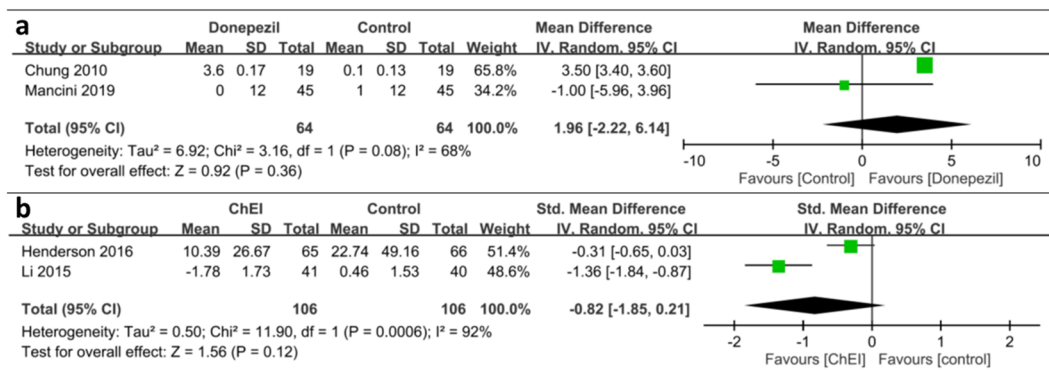 a
Donepezil Control Mean Difference Mean Difference
Study or Subgroup Mean SD Total Mean SD Total Weight IV. Random. 95% CI IV. Random. 95% CI
Chung 2010 3.6 0.17 19 0.1 0.13 19 65.8% 3.50 [3.40, 3.60]
Mancini 2019 0 12 45 1 12 45 34.2% -1.00 [-5.96, 3.96]
Total (95% CI) 64 64 100.0% 1.96 [-2.22, 6.14]
Heterogeneity: Tau² = 6.92; Chi² = 3.16, df = 1 (P = 0.08); I² = 68%
Test for overall effect: Z = 0.92 (P = 0.36)
-10 -5 0 5 10
Favours [Control] Favours [Donepezil]
b
ChEI Control Std. Mean Difference Std. Mean Difference
Study or Subgroup Mean SD Total Mean SD Total Weight IV. Random. 95% CI IV. Random. 95% CI
Henderson 2016 10.39 26.67 65 22.74 49.16 66 51.4% -0.31 [-0.65, 0.03]
Li 2015 -1.78 1.73 41 0.46 1.53 40 48.6% -1.36 [-1.84, -0.87]
Total (95% CI) 106 106 100.0% -0.82 [-1.85, 0.21]
Heterogeneity: Tau² = 0.50; Chi² = 11.90, df = 1 (P = 0.0006); I² = 92%
Test for overall effect: Z = 1.56 (P = 0.12)
-2 -1 0 1 2
Favours [ChEI] Favours [control]